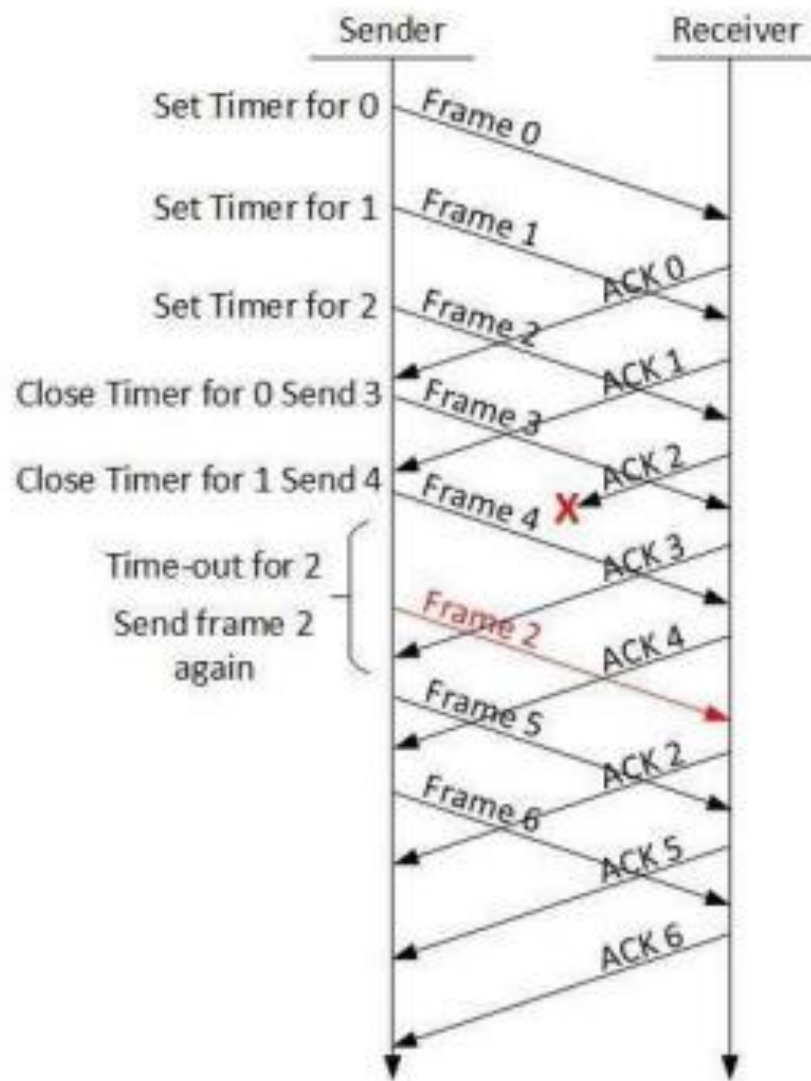 Sender
Receiver
Set Timer for 0
Frame 0
Set Timer for 1
Frame 1
ACK 0
Set Timer for 2
Frame 2
ACK 1
Close Timer for 0 Send 3
Frame 3
ACK 2
Close Timer for 1 Send 4
Frame 4
X
ACK 3
Time-out for 2
Send frame 2
again
Frame 2
ACK 4
Frame 5
ACK 2
Frame 6
ACK 5
ACK 6